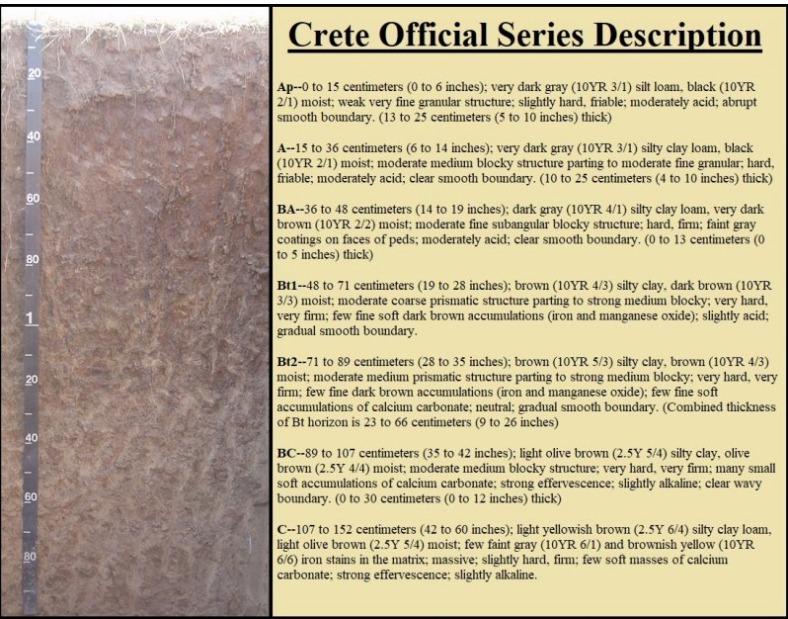 Crete Official Series Description
Ap--0 to 15 centimeters (0 to 6 inches); very dark gray (10YR 3/1) silt loam, black (10YR
2/1) moist; weak very fine granular structure; slightly hard, friable; moderately acid; abrupt
smooth boundary. (13 to 25 centimeters (5 to 10 inches) thick)
A--15 to 36 centimeters (6 to 14 inches); very dark gray (10YR 3/1) silty clay loam, black
(10YR 2/1) moist; moderate medium blocky structure parting to moderate fine granular; hard,
friable; moderately acid; clear smooth boundary. (10 to 25 centimeters (4 to 10 inches) thick)
BA--36 to 48 centimeters (14 to 19 inches); dark gray (10YR 4/1) silty clay loam, very dark
brown (10YR 2/2) moist; moderate fine subangular blocky structure; hard, firm; faint gray
coatings on faces of peds; moderately acid; clear smooth boundary. (0 to 13 centimeters (0
to 5 inches) thick)
Bt1--48 to 71 centimeters (19 to 28 inches); brown (10YR 4/3) silty clay, dark brown (10YR
3/3) moist; moderate coarse prismatic structure parting to strong medium blocky; very hard,
very firm; few fine soft dark brown accumulations (iron and manganese oxide); slightly acid;
gradual smooth boundary.
Bt2--71 to 89 centimeters (28 to 35 inches); brown (10YR 5/3) silty clay, brown (10YR 4/3)
moist; moderate medium prismatic structure parting to strong medium blocky; very hard, very
firm; few fine dark brown accumulations (iron and manganese oxide); few fine soft
accumulations of calcium carbonate; neutral; gradual smooth boundary. (Combined thickness
of Bt horizon is 23 to 66 centimeters (9 to 26 inches)
BC--89 to 107 centimeters (35 to 42 inches); light olive brown (2.5Y 5/4) silty clay, olive
brown (2.5Y 4/4) moist; moderate medium blocky structure; very hard, very firm; many small
soft accumulations of calcium carbonate; strong effervescence; slightly alkaline; clear wavy
boundary. (0 to 30 centimeters (0 to 12 inches) thick)
C--107 to 152 centimeters (42 to 60 inches); light yellowish brown (2.5Y 6/4) silty clay loam,
light olive brown (2.5Y 5/4) moist; few faint gray (10YR 6/1) and brownish yellow (10YR
6/6) iron stains in the matrix; massive; slightly hard, firm; few soft masses of calcium
carbonate; strong effervescence; slightly alkaline.
20
40
60
80
1
20
40
60
80